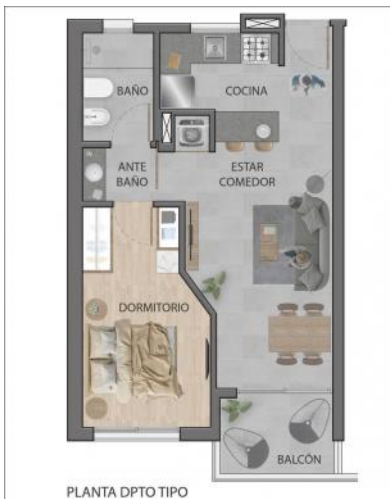 BAÑO
COCINA
ANTE
BAÑO
ESTAR
COMEDOR
DORMITORIO
BALCÓN
PLANTA DPTO TIPO